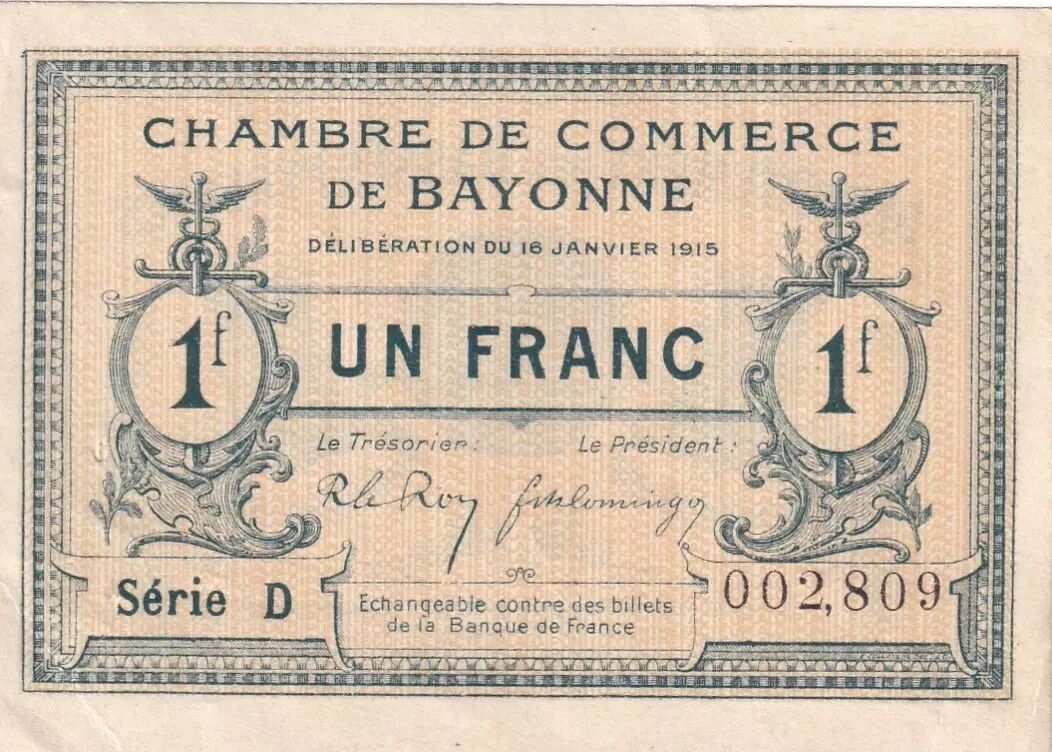 CHAMBRE DE COMMERCE
DE BAYONNE
DÉLIBÉRATION DU 16 JANVIER 1915
1f
UN FRANC
1f
Le Trésorier:
Le Président:
Série D
Echangeable contre des billets
de la Banque de France
002,809